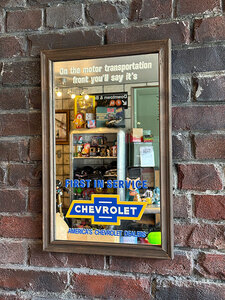 On the motor transportation
front you'll say it's
FIRST IN SERVICE
CHEVROLET
AMERICA'S CHEVROLET DEALERS